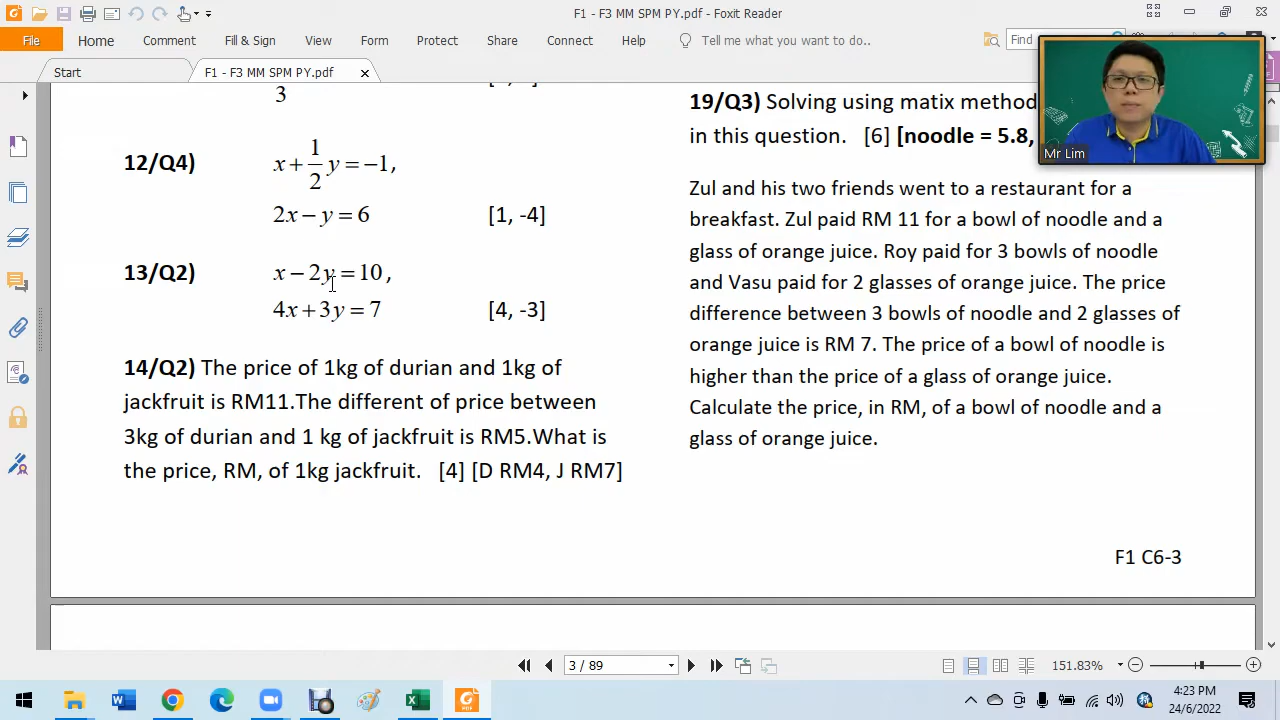 F1 - F3 MM SPM PY.pdf - Foxit Reader
File Home Comment Fill & Sign View Form Protect Share Connect Help Tell me what you want to do... Find
Start F1 - F3 MM SPM PY.pdf
3
12/Q4) x + 1/2 y = −1,
2x − y = 6 [1, -4]
13/Q2) x − 2y = 10,
4x + 3y = 7 [4, -3]
14/Q2) The price of 1kg of durian and 1kg of
jackfruit is RM11.The different of price between
3kg of durian and 1 kg of jackfruit is RM5.What is
the price, RM, of 1kg jackfruit. [4] [D RM4, J RM7]
19/Q3) Solving using matix method
in this question. [6] [noodle = 5.8,
Mr Lim
Zul and his two friends went to a restaurant for a
breakfast. Zul paid RM 11 for a bowl of noodle and a
glass of orange juice. Roy paid for 3 bowls of noodle
and Vasu paid for 2 glasses of orange juice. The price
difference between 3 bowls of noodle and 2 glasses of
orange juice is RM 7. The price of a bowl of noodle is
higher than the price of a glass of orange juice.
Calculate the price, in RM, of a bowl of noodle and a
glass of orange juice.
F1 C6-3
3 / 89
151.83%
4:23 PM
24/6/2022